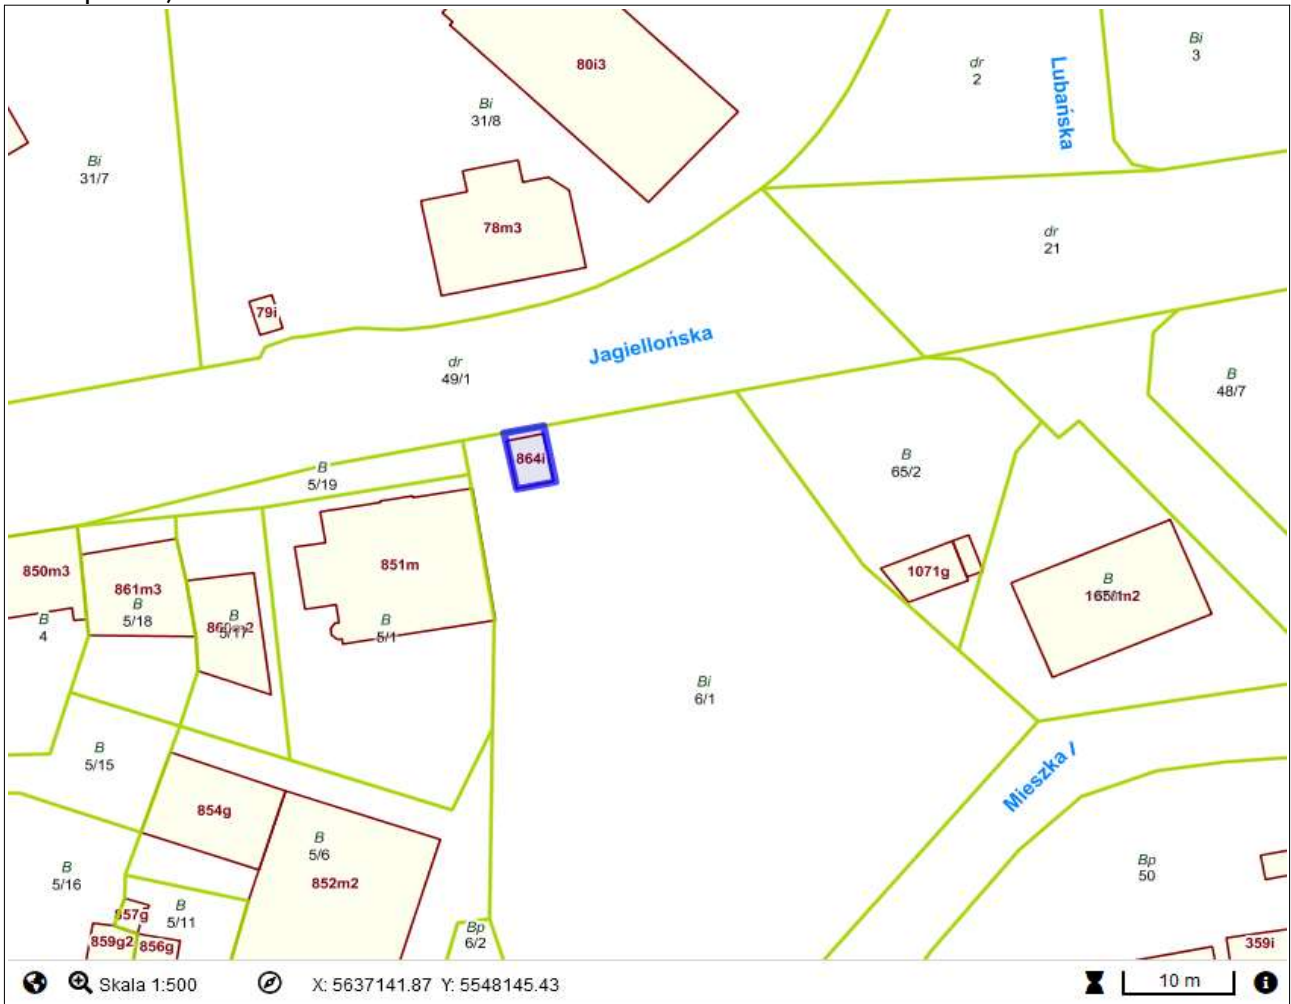 80i3
dr
2
Lubańska
Bi
3
Bi
31/8
Bi
31/7
78m3
dr
21
79i
Jagiellońska
dr
49/1
B
48/7
864i
B
65/2
B
5/19
851m
850m3
861m3
B
5/18
B
4
B
5/1
1071g
B
Bi
6/1
B
5/15
Mieszka I
854g
B
5/6
852m2
B
5/16
Bp
50
B
5/11
857g
859g2
856g
Bp
6/2
359i
Skala 1:500
X: 5637141.87 Y: 5548145.43
10 m